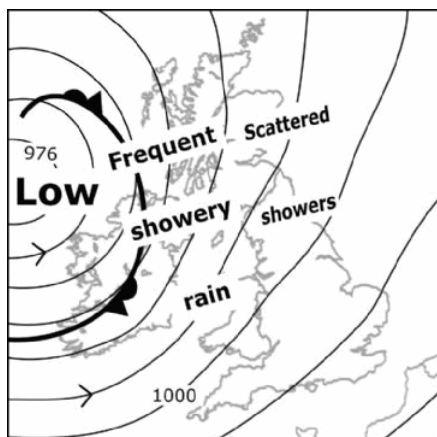 976
Low
Frequent
showery
rain
Scattered
showers
1000